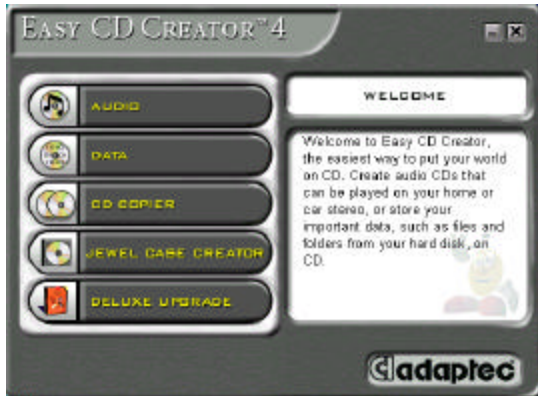 EASY CD CREATOR™ 4
AUDIO
DATA
CD COPIER
JEWEL CASE CREATOR
DELUXE UPGRADE
WELCOME
Welcome to Easy CD Creator,
the easiest way to put your world
on CD. Create audio CDs that
can be played on your home or
car stereo, or store your
important data, such as files and
folders from your hard disk, on
CD.
adaptec